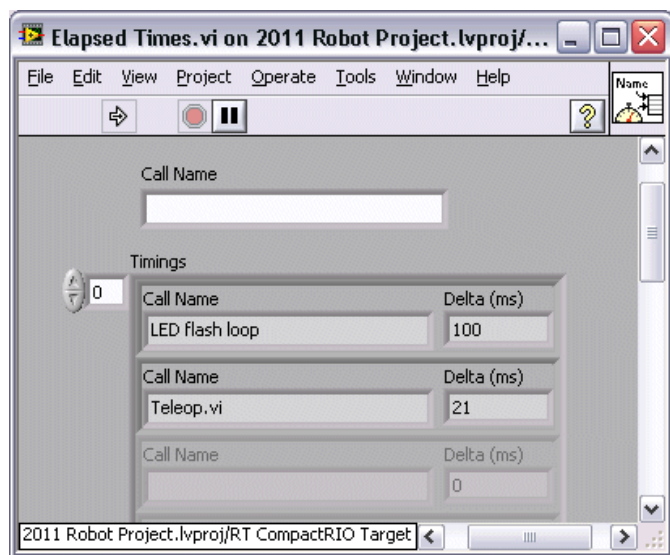 Elapsed Times.vi on 2011 Robot Project.lvproj/...
File Edit View Project Operate Tools Window Help
Name
?
Call Name
Timings
0
Call Name Delta (ms)
LED flash loop 100
Call Name Delta (ms)
Teleop.vi 21
Call Name Delta (ms)
0
2011 Robot Project.lvproj/RT CompactRIO Target